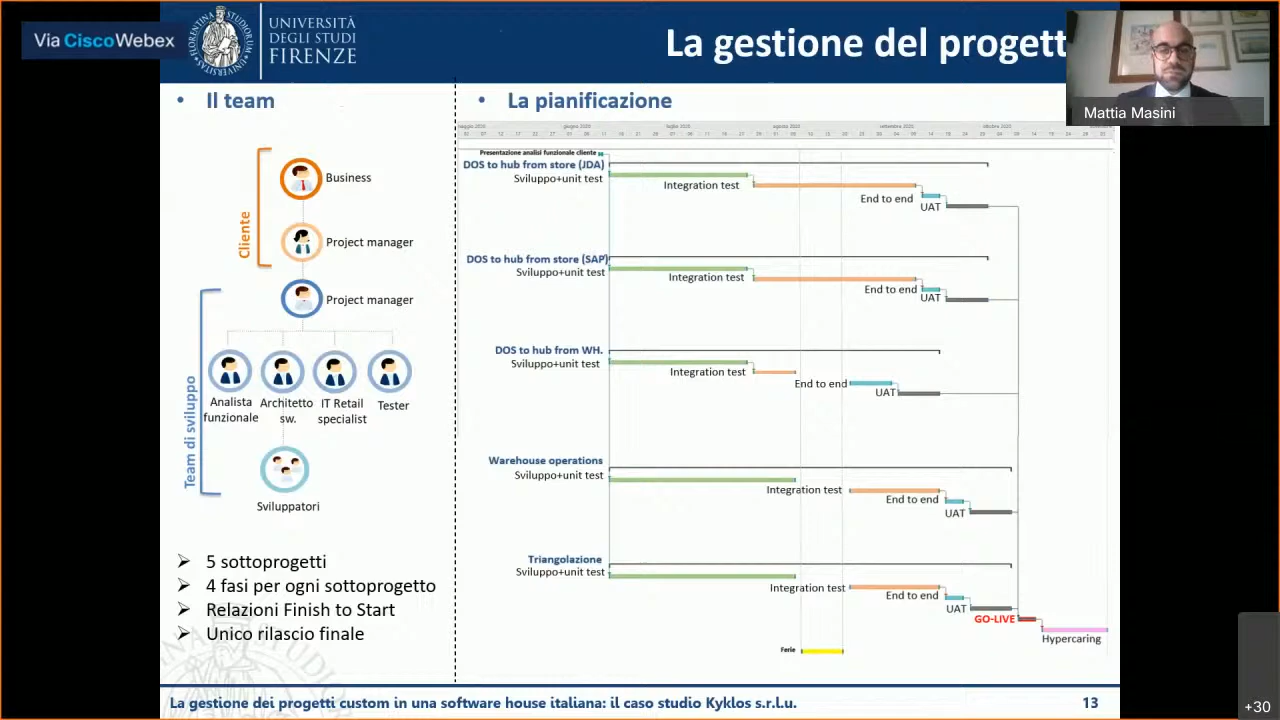 Via CiscoWebex
UNIVERSITÀ
DEGLI STUDI
FIRENZE
La gestione del progett
Mattia Masini
• Il team
Business
Project manager
Cliente
Project manager
Analista
funzionale
Architetto
sw.
IT Retail
specialist
Tester
Team di sviluppo
Sviluppatori
➢ 5 sottoprogetti
➢ 4 fasi per ogni sottoprogetto
➢ Relazioni Finish to Start
➢ Unico rilascio finale
• La pianificazione
Presentazione analisi funzionale cliente
DOS to hub from store (JDA)
Sviluppo+unit test
Integration test
End to end
UAT
DOS to hub from store (SAP)
Sviluppo+unit test
Integration test
End to end
UAT
DOS to hub from WH.
Sviluppo+unit test
Integration test
End to end
UAT
Warehouse operations
Sviluppo+unit test
Integration test
End to end
UAT
Triangolazione
Sviluppo+unit test
Integration test
End to end
UAT
GO-LIVE
Hypercaring
Ferie
La gestione dei progetti custom in una software house italiana: il caso studio Kyklos s.r.l.u.
13
+30